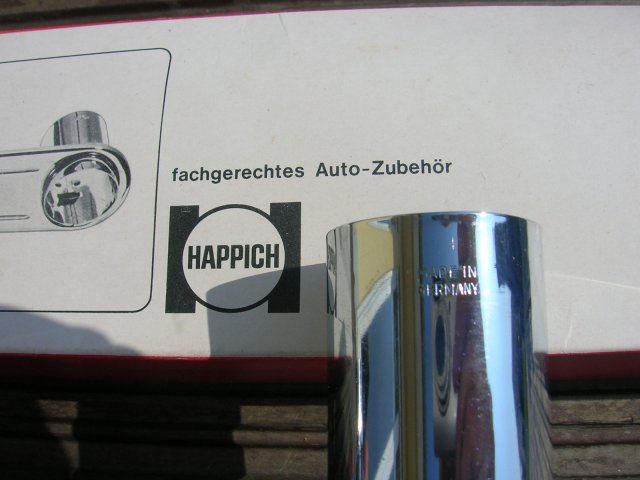 fachgerechtes Auto-Zubehör
HAPPICH
MADE IN
GERMANY